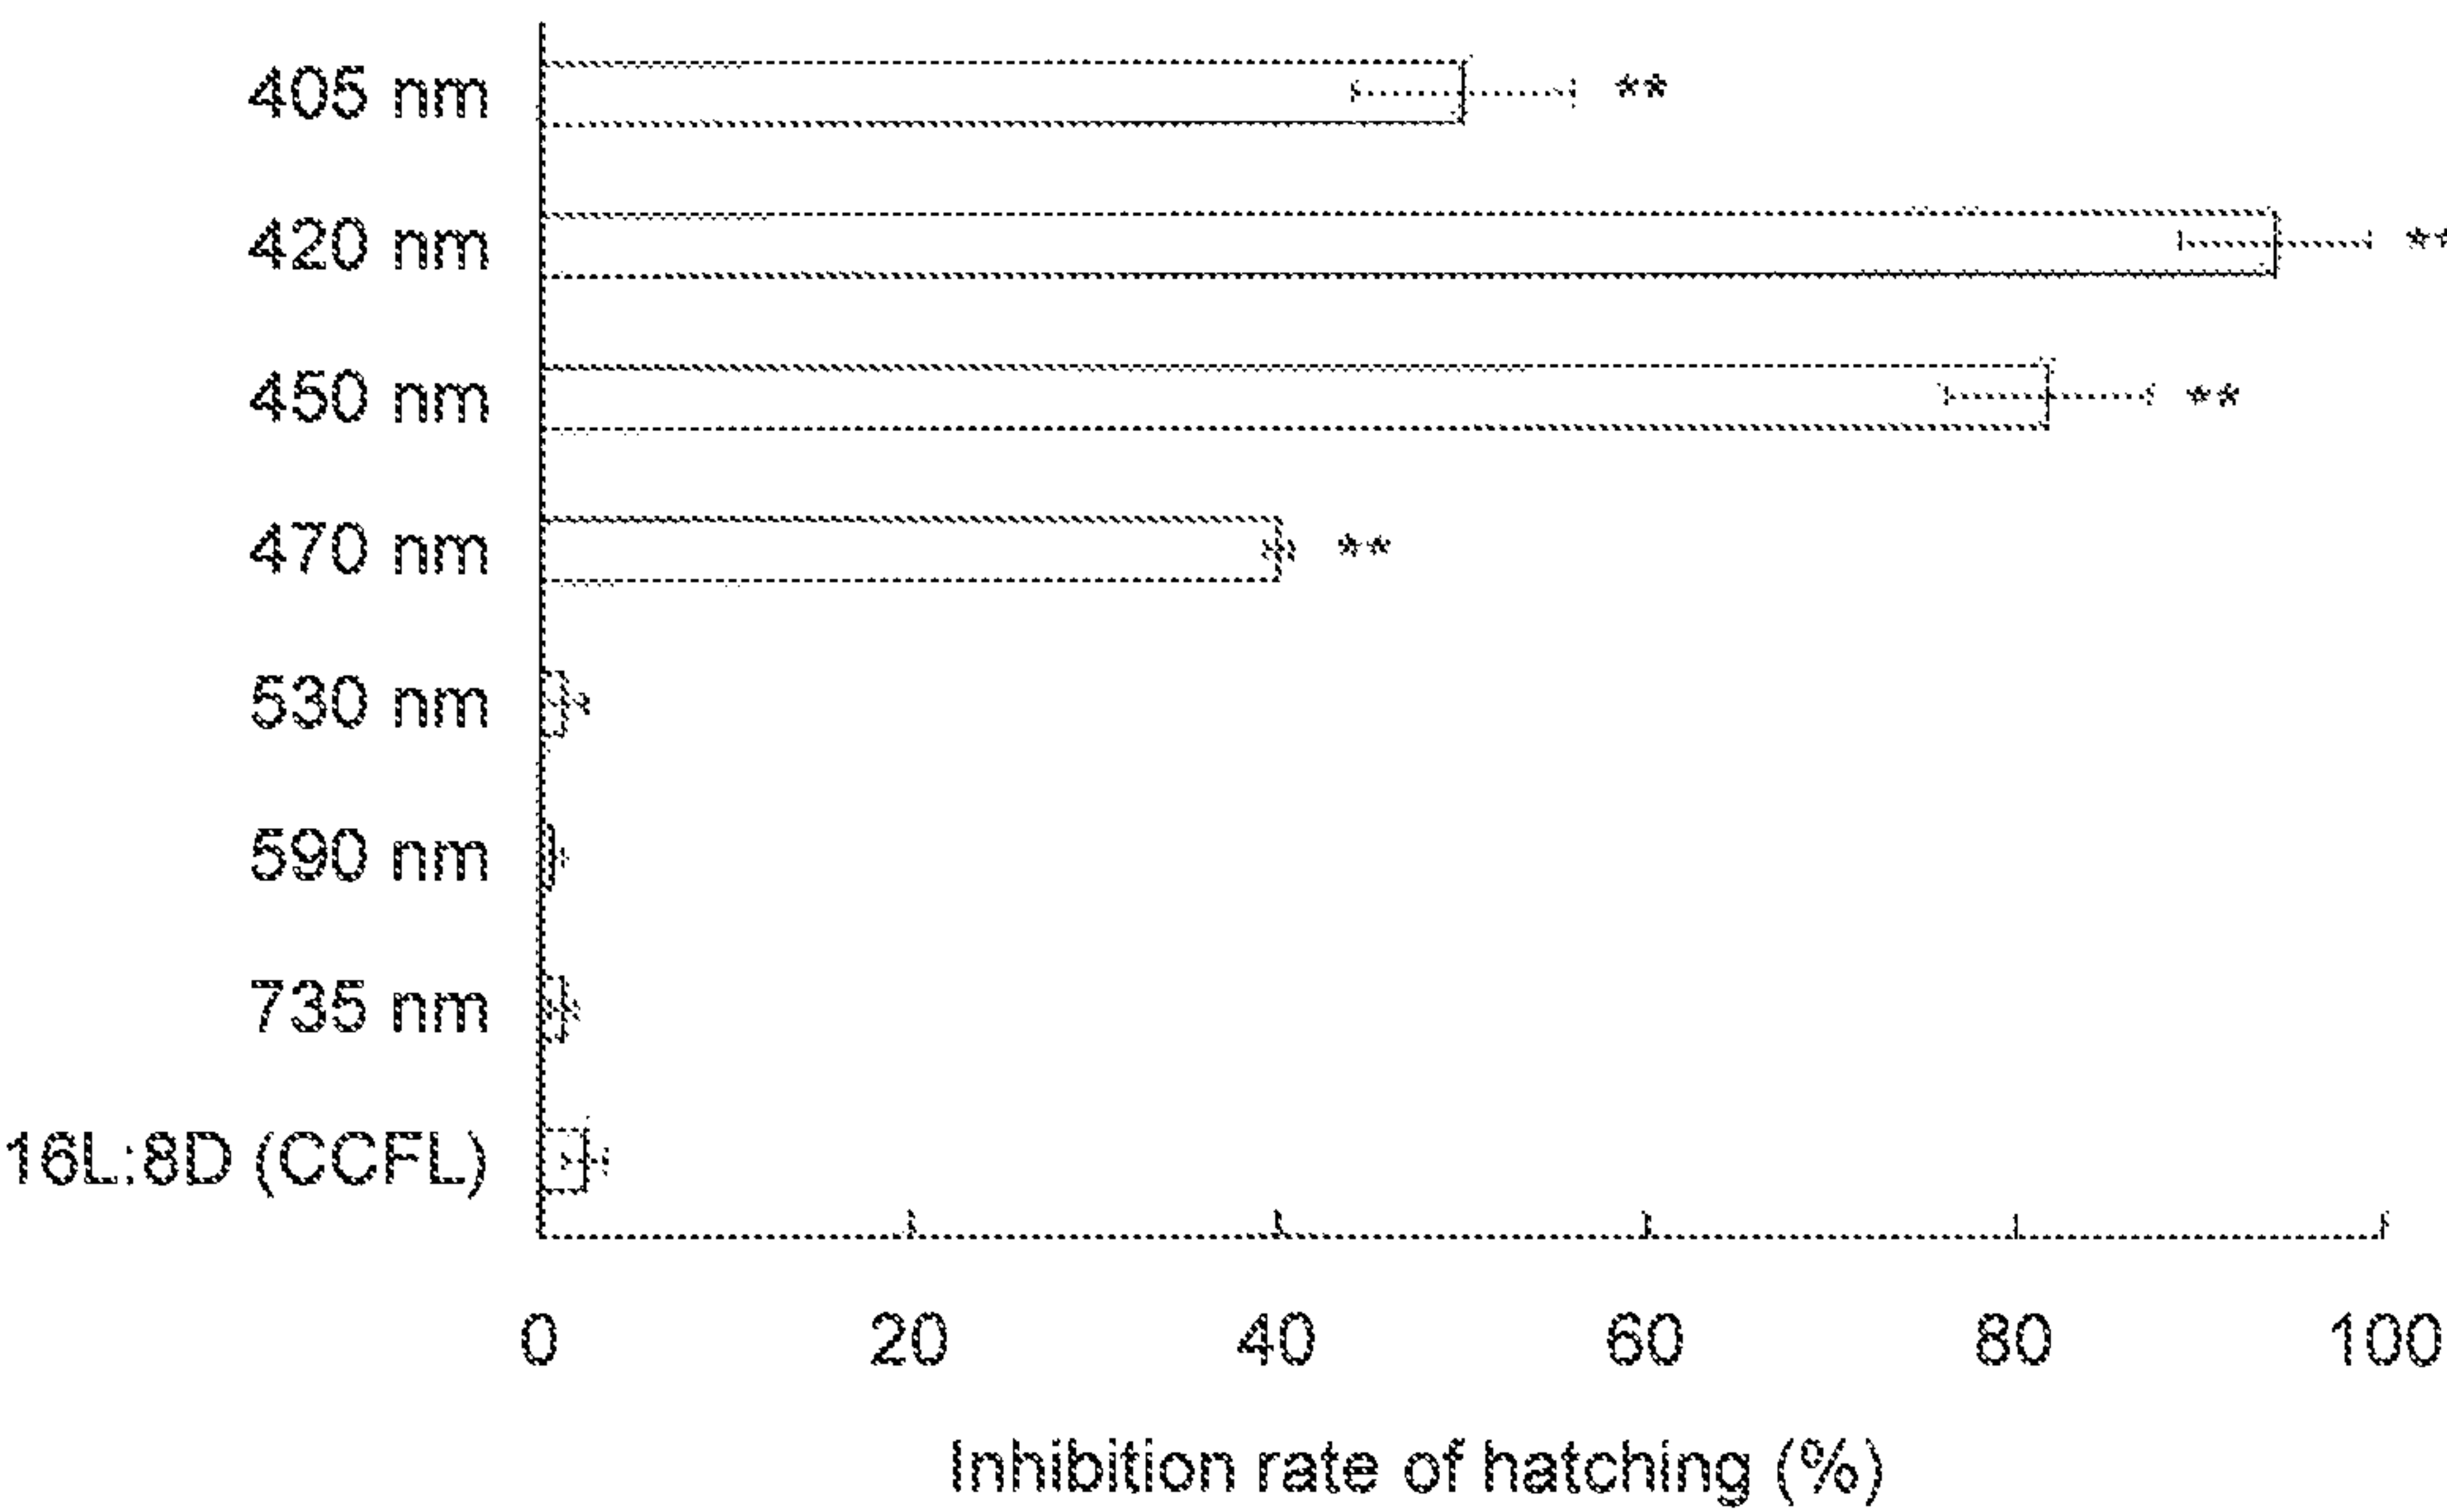 405 nm **
420 nm **
450 nm **
470 nm **
530 nm
590 nm
735 nm
16L:8D (CCFL)
0 20 40 60 80 100
Inhibition rate of hatching (%)